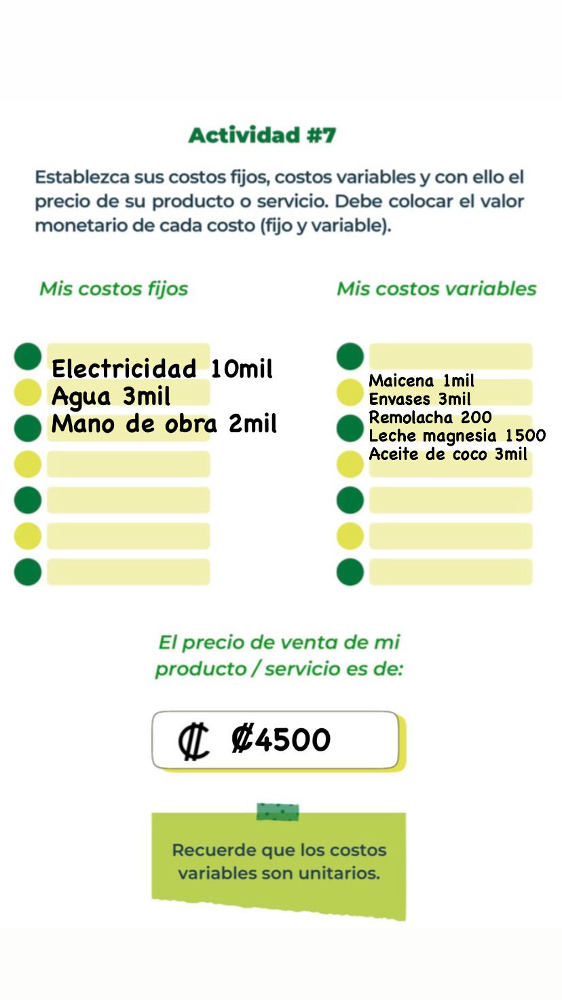 Actividad #7
Establezca sus costos fijos, costos variables y con ello el
precio de su producto o servicio. Debe colocar el valor
monetario de cada costo (fijo y variable).
Mis costos fijos
Electricidad 10mil
Agua 3mil
Mano de obra 2mil
Mis costos variables
Maicena 1mil
Envases 3mil
Remolacha 200
Leche magnesia 1500
Aceite de coco 3mil
El precio de venta de mi
producto / servicio es de:
₡ ₡4500
Recuerde que los costos
variables son unitarios.